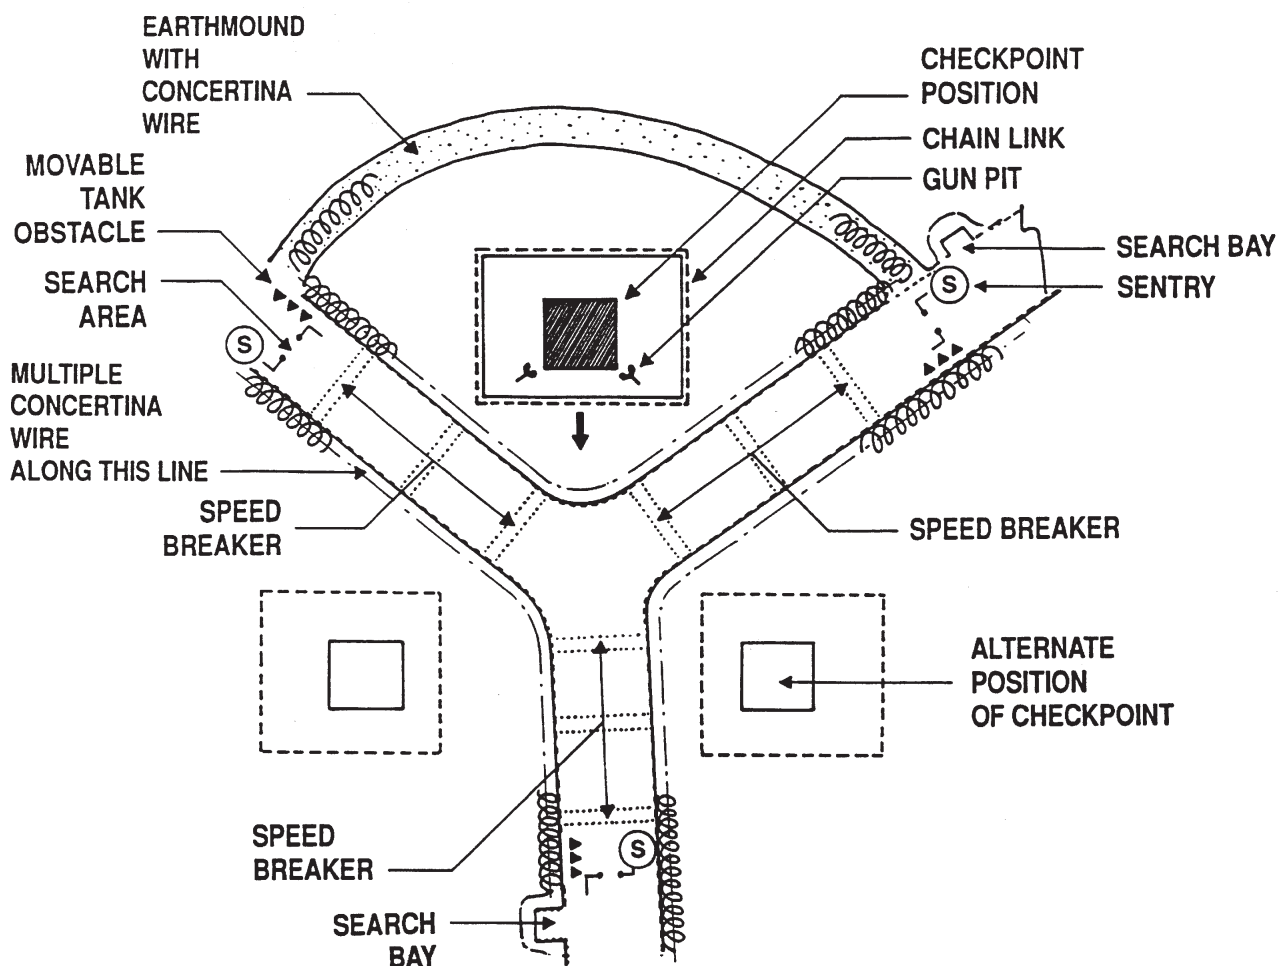 EARTHMOUND
WITH
CONCERTINA
WIRE
CHECKPOINT
POSITION
CHAIN LINK
GUN PIT
MOVABLE
TANK
OBSTACLE
SEARCH BAY
SENTRY
S
SEARCH
AREA
S
MULTIPLE
CONCERTINA
WIRE
ALONG THIS LINE
SPEED
BREAKER
SPEED BREAKER
ALTERNATE
POSITION
OF CHECKPOINT
SPEED
BREAKER
S
SEARCH
BAY